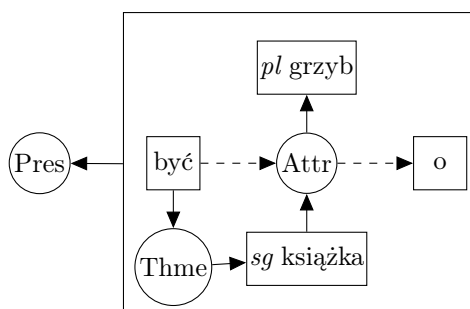 pl grzyb
Pres
być
Attr
o
Thme
sg książka